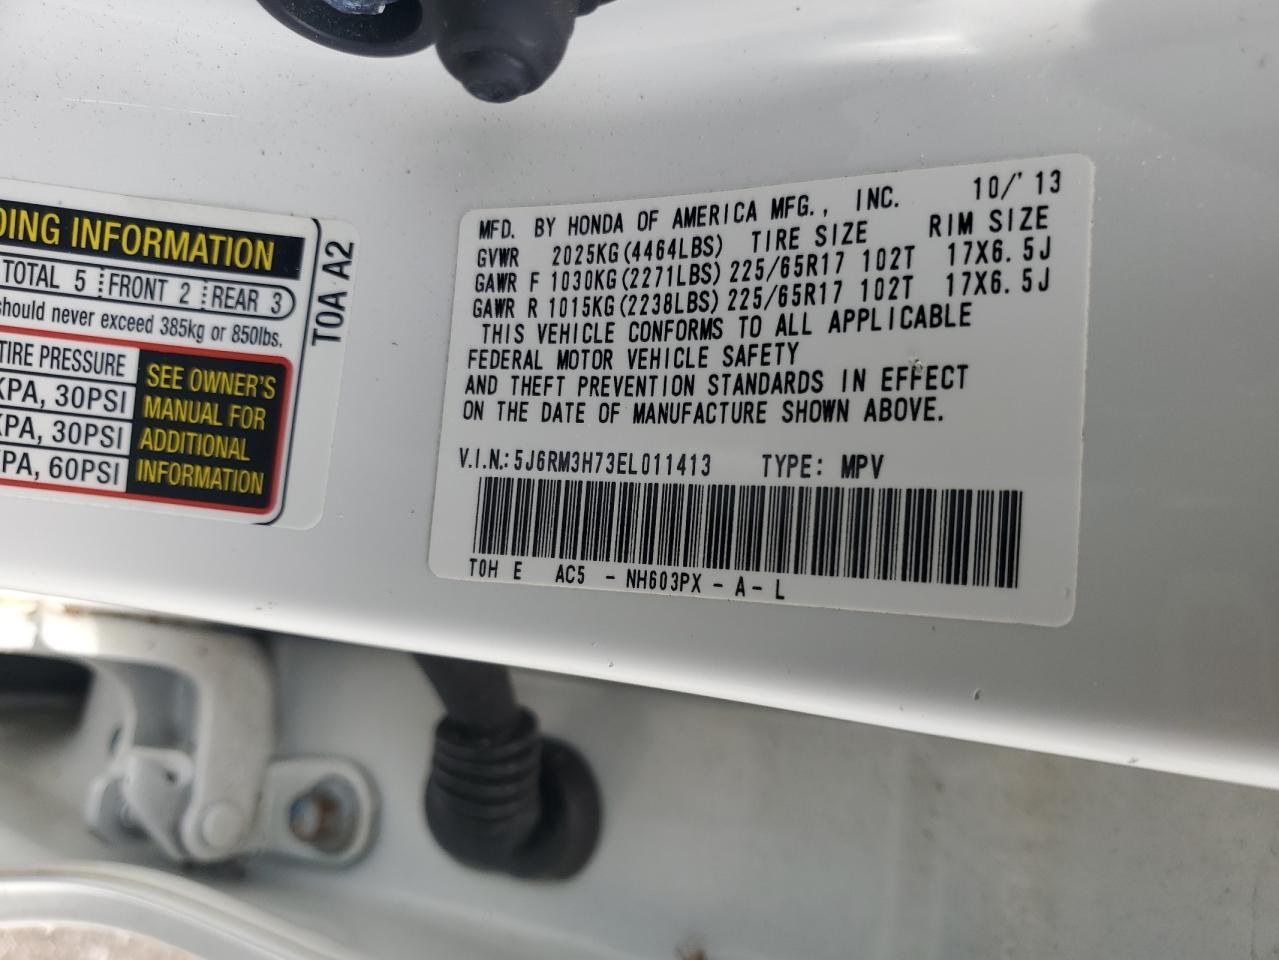 DING INFORMATION
TOTAL 5 FRONT 2 REAR 3
should never exceed 385kg or 850lbs.
TIRE PRESSURE
KPA, 30PSI
KPA, 30PSI
KPA, 60PSI
SEE OWNER'S
MANUAL FOR
ADDITIONAL
INFORMATION
T0A A2
MFD. BY HONDA OF AMERICA MFG., INC. 10/'13
GVWR 2025KG(4464LBS) TIRE SIZE RIM SIZE
GAWR F 1030KG(2271LBS) 225/65R17 102T 17X6.5J
GAWR R 1015KG(2238LBS) 225/65R17 102T 17X6.5J
THIS VEHICLE CONFORMS TO ALL APPLICABLE
FEDERAL MOTOR VEHICLE SAFETY
AND THEFT PREVENTION STANDARDS IN EFFECT
ON THE DATE OF MANUFACTURE SHOWN ABOVE.
V.I.N.: 5J6RM3H73EL011413 TYPE: MPV
T0H E AC5 - NH603PX - A - L